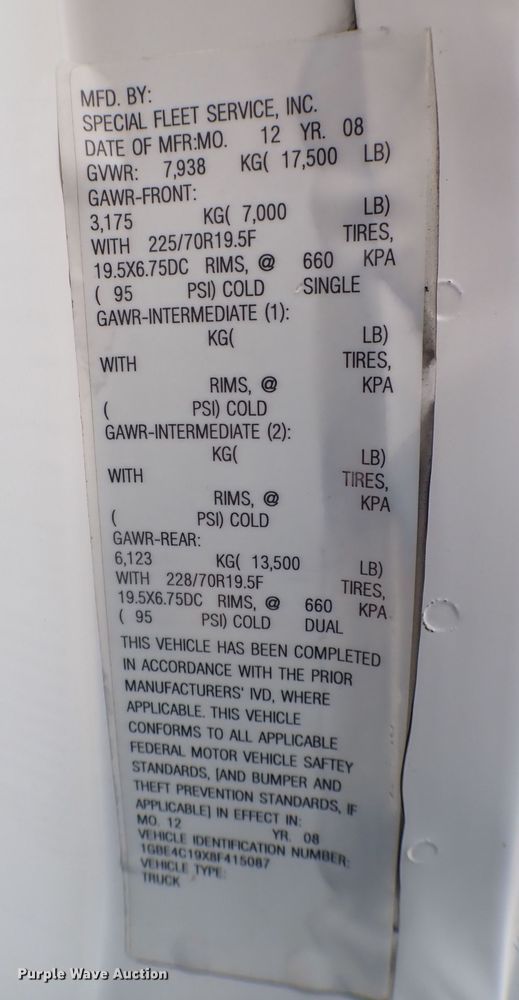 MFD. BY:
SPECIAL FLEET SERVICE, INC.
DATE OF MFR:MO. 12 YR. 08
GVWR: 7,938 KG( 17,500 LB)
GAWR-FRONT:
3,175 KG( 7,000 LB)
WITH 225/70R19.5F TIRES,
19.5X6.75DC RIMS, @ 660 KPA
( 95 PSI) COLD SINGLE
GAWR-INTERMEDIATE (1):
KG( LB)
WITH TIRES,
RIMS, @ KPA
( PSI) COLD
GAWR-INTERMEDIATE (2):
KG( LB)
WITH TIRES,
RIMS, @ KPA
( PSI) COLD
GAWR-REAR:
6,123 KG( 13,500 LB)
WITH 228/70R19.5F TIRES,
19.5X6.75DC RIMS, @ 660 KPA
( 95 PSI) COLD DUAL
THIS VEHICLE HAS BEEN COMPLETED
IN ACCORDANCE WITH THE PRIOR
MANUFACTURERS' IVD, WHERE
APPLICABLE. THIS VEHICLE
CONFORMS TO ALL APPLICABLE
FEDERAL MOTOR VEHICLE SAFTEY
STANDARDS, [AND BUMPER AND
THEFT PREVENTION STANDARDS, IF
APPLICABLE] IN EFFECT IN:
MO. 12 YR. 08
VEHICLE IDENTIFICATION NUMBER:
1GBE4C19X8F415087
VEHICLE TYPE:
TRUCK
Purple Wave Auction